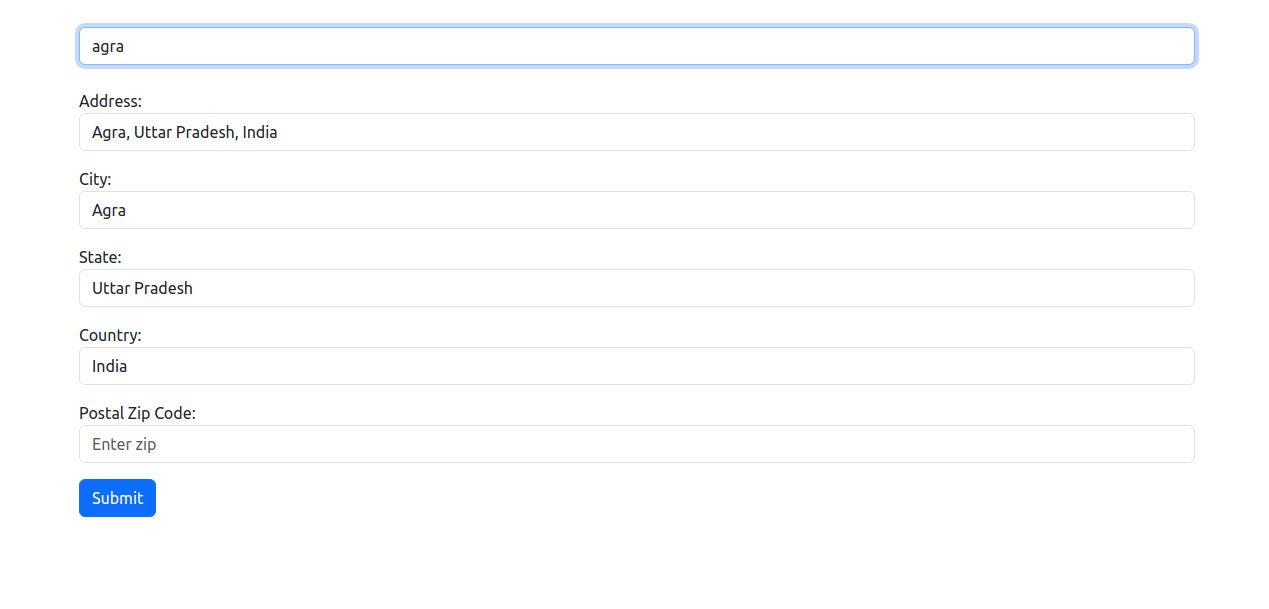 agra
Address:
Agra, Uttar Pradesh, India
City:
Agra
State:
Uttar Pradesh
Country:
India
Postal Zip Code:
Enter zip
Submit